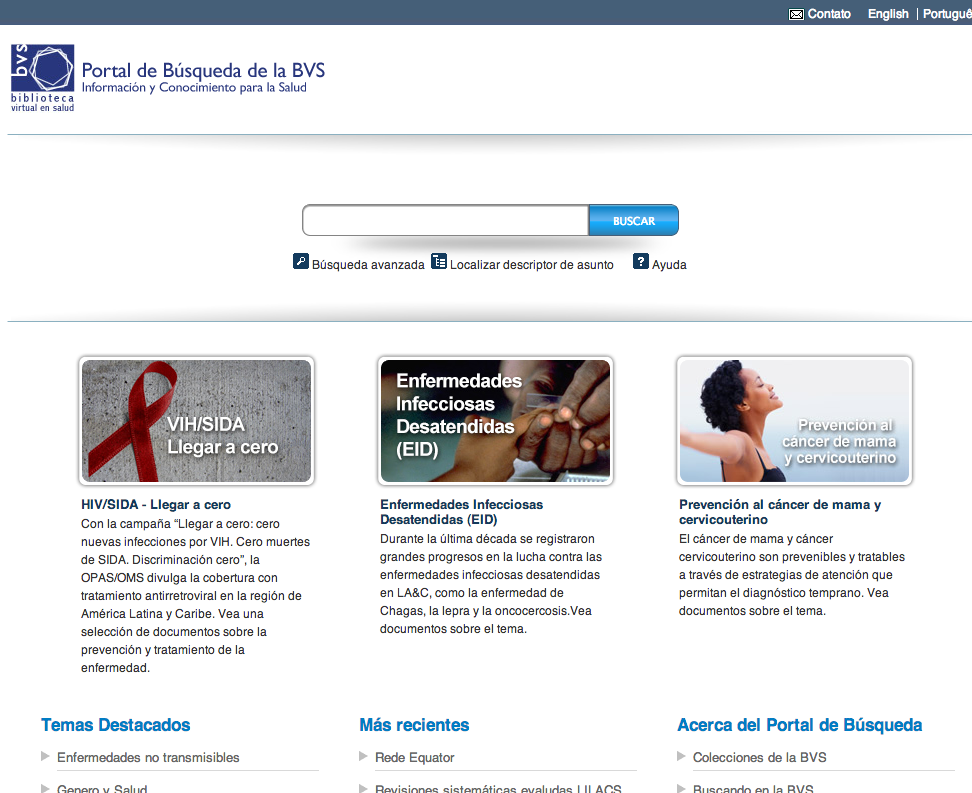 Contato English | Portuguê
bvs
Portal de Búsqueda de la BVS
Información y Conocimiento para la Salud
biblioteca
virtual en salud
BUSCAR
Búsqueda avanzada Localizar descriptor de asunto ? Ayuda
VIH/SIDA
Llegar a cero
HIV/SIDA - Llegar a cero
Con la campaña “Llegar a cero: cero
nuevas infecciones por VIH. Cero muertes
de SIDA. Discriminación cero”, la
OPAS/OMS divulga la cobertura con
tratamiento antirretroviral en la región de
América Latina y Caribe. Vea una
selección de documentos sobre la
prevención y tratamiento de la
enfermedad.
Enfermedades
Infecciosas
Desatendidas
(EID)
Enfermedades Infecciosas
Desatendidas (EID)
Durante la última década se registraron
grandes progresos en la lucha contra las
enfermedades infecciosas desatendidas
en LA&C, como la enfermedad de
Chagas, la lepra y la oncocercosis.Vea
documentos sobre el tema.
Prevención al
cáncer de mama
y cervicouterino
Prevención al cáncer de mama y
cervicouterino
El cáncer de mama y cáncer
cervicouterino son prevenibles y tratables
a través de estrategias de atención que
permitan el diagnóstico temprano. Vea
documentos sobre el tema.
Temas Destacados
Enfermedades no transmisibles
Genero y Salud
Más recientes
Rede Equator
Revisiones sistemáticas evaludas LILACS
Acerca del Portal de Búsqueda
Colecciones de la BVS
Buscando en la BVS